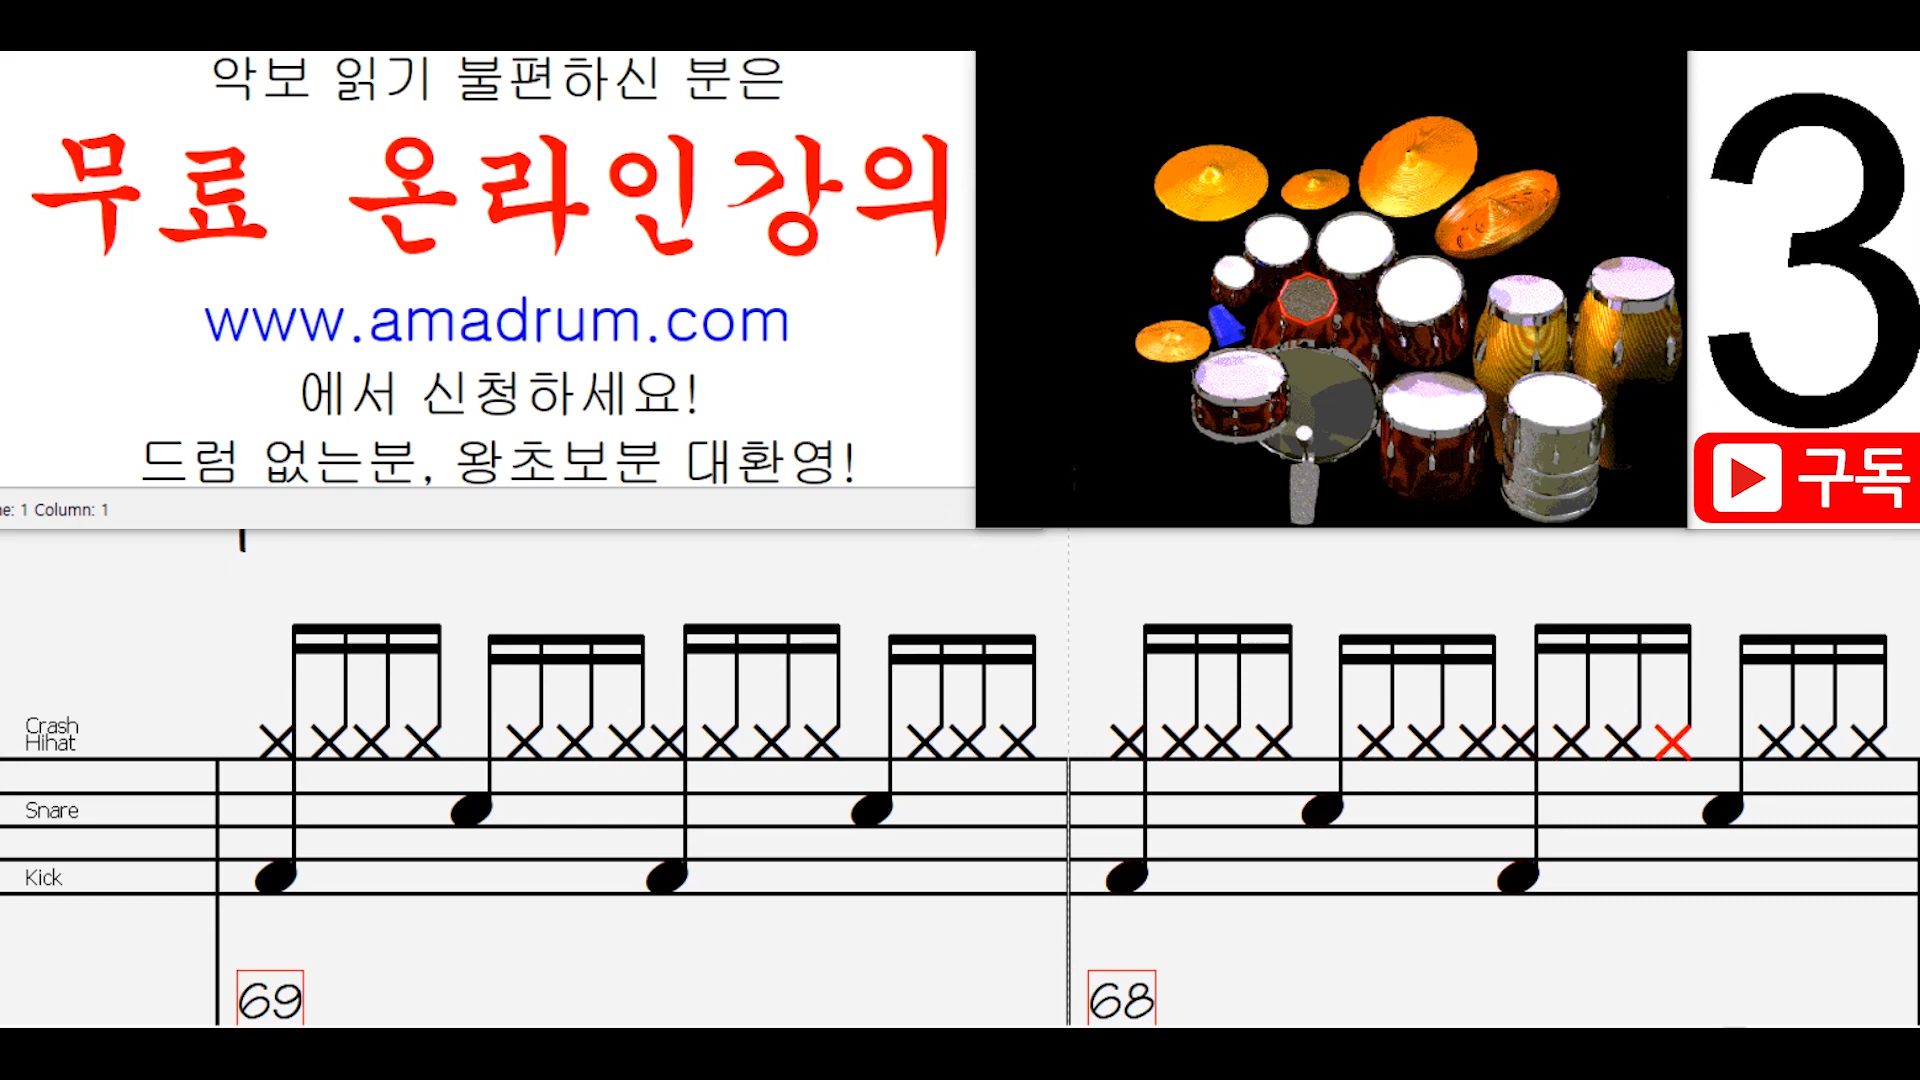 악보 읽기 불편하신 분은
무료 온라인강의
www.amadrum.com
에서 신청하세요!
드럼 없는분, 왕초보분 대환영!
3
구독
e: 1 Column: 1
Crash
Hihat
Snare
Kick
69
68